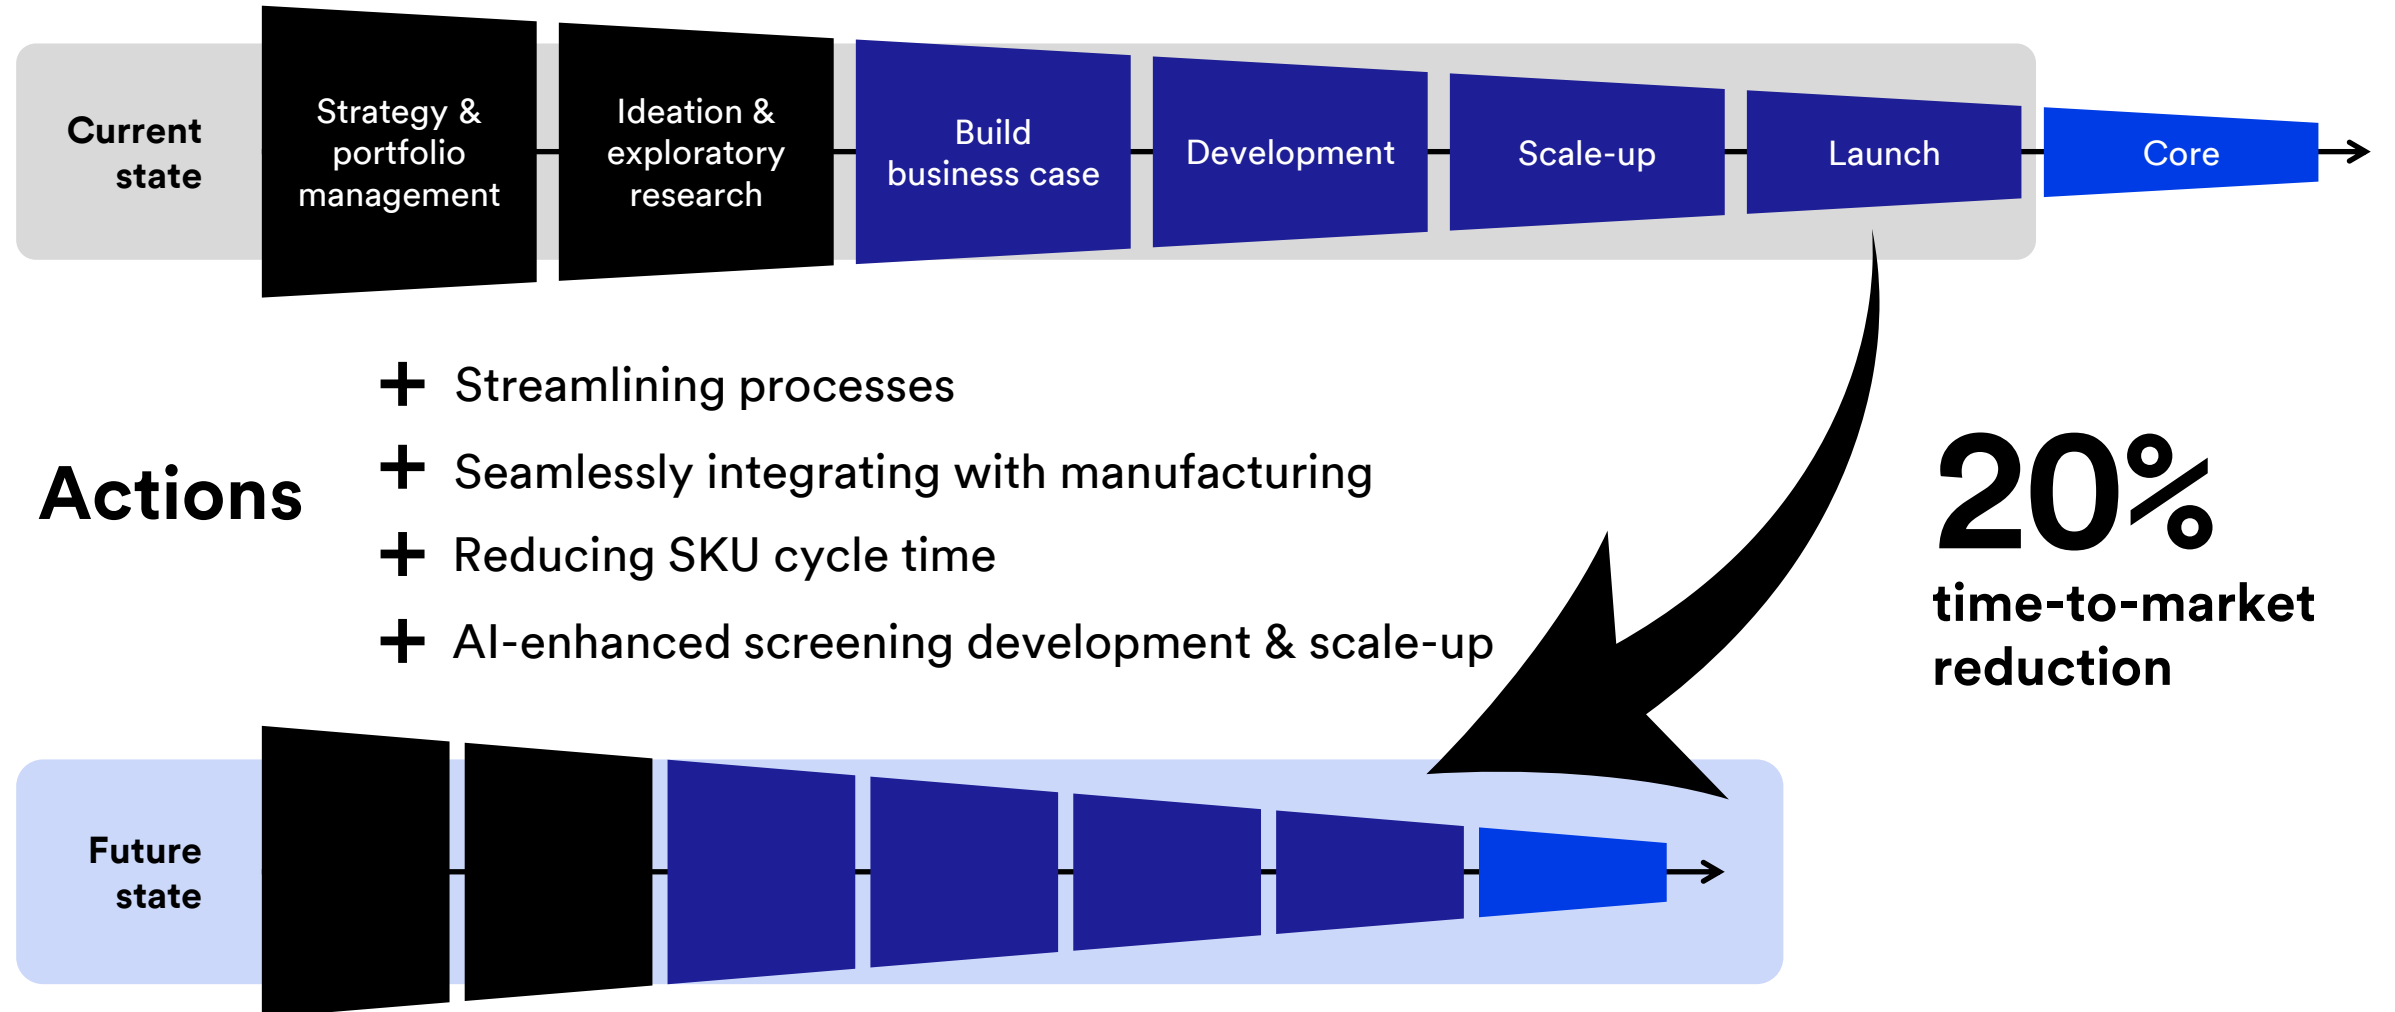 Current
state
Strategy &
portfolio
management
Ideation &
exploratory
research
Build
business case
Development
Scale-up
Launch
Core
Actions
+ Streamlining processes
+ Seamlessly integrating with manufacturing
+ Reducing SKU cycle time
+ AI-enhanced screening development & scale-up
20%
time-to-market
reduction
Future
state